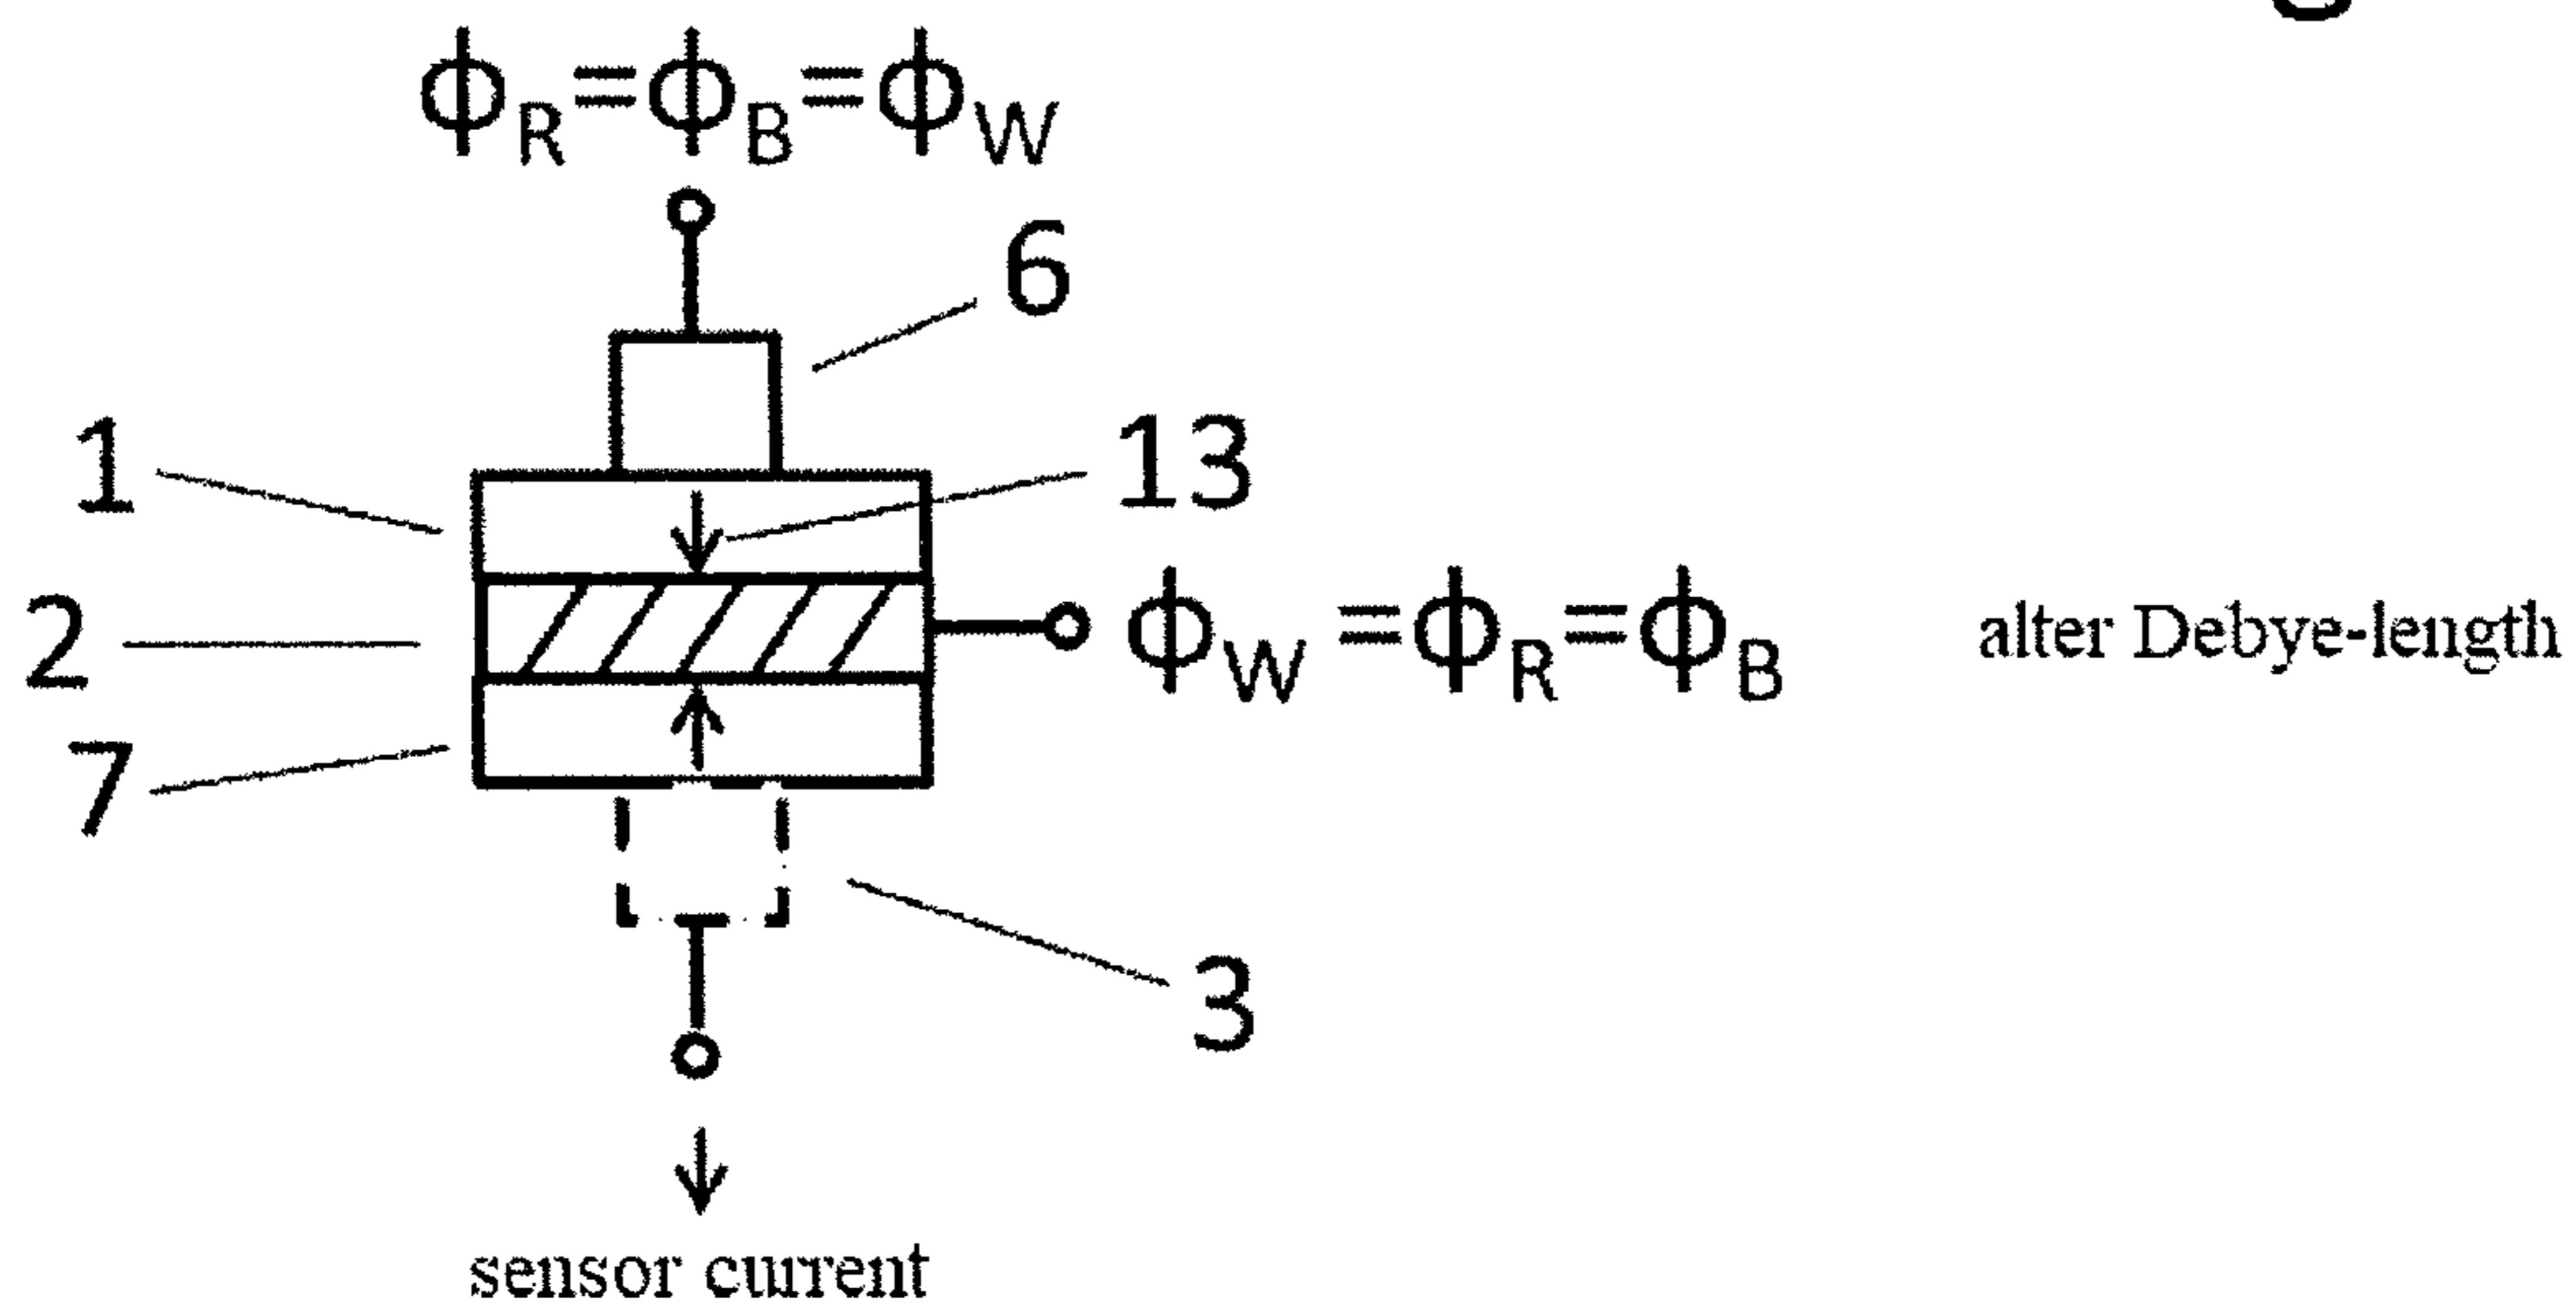 ϕR=ϕB=ϕW
6
1
13
2
ϕW =ϕR=ϕB
alter Debye-length
7
3
sensor current